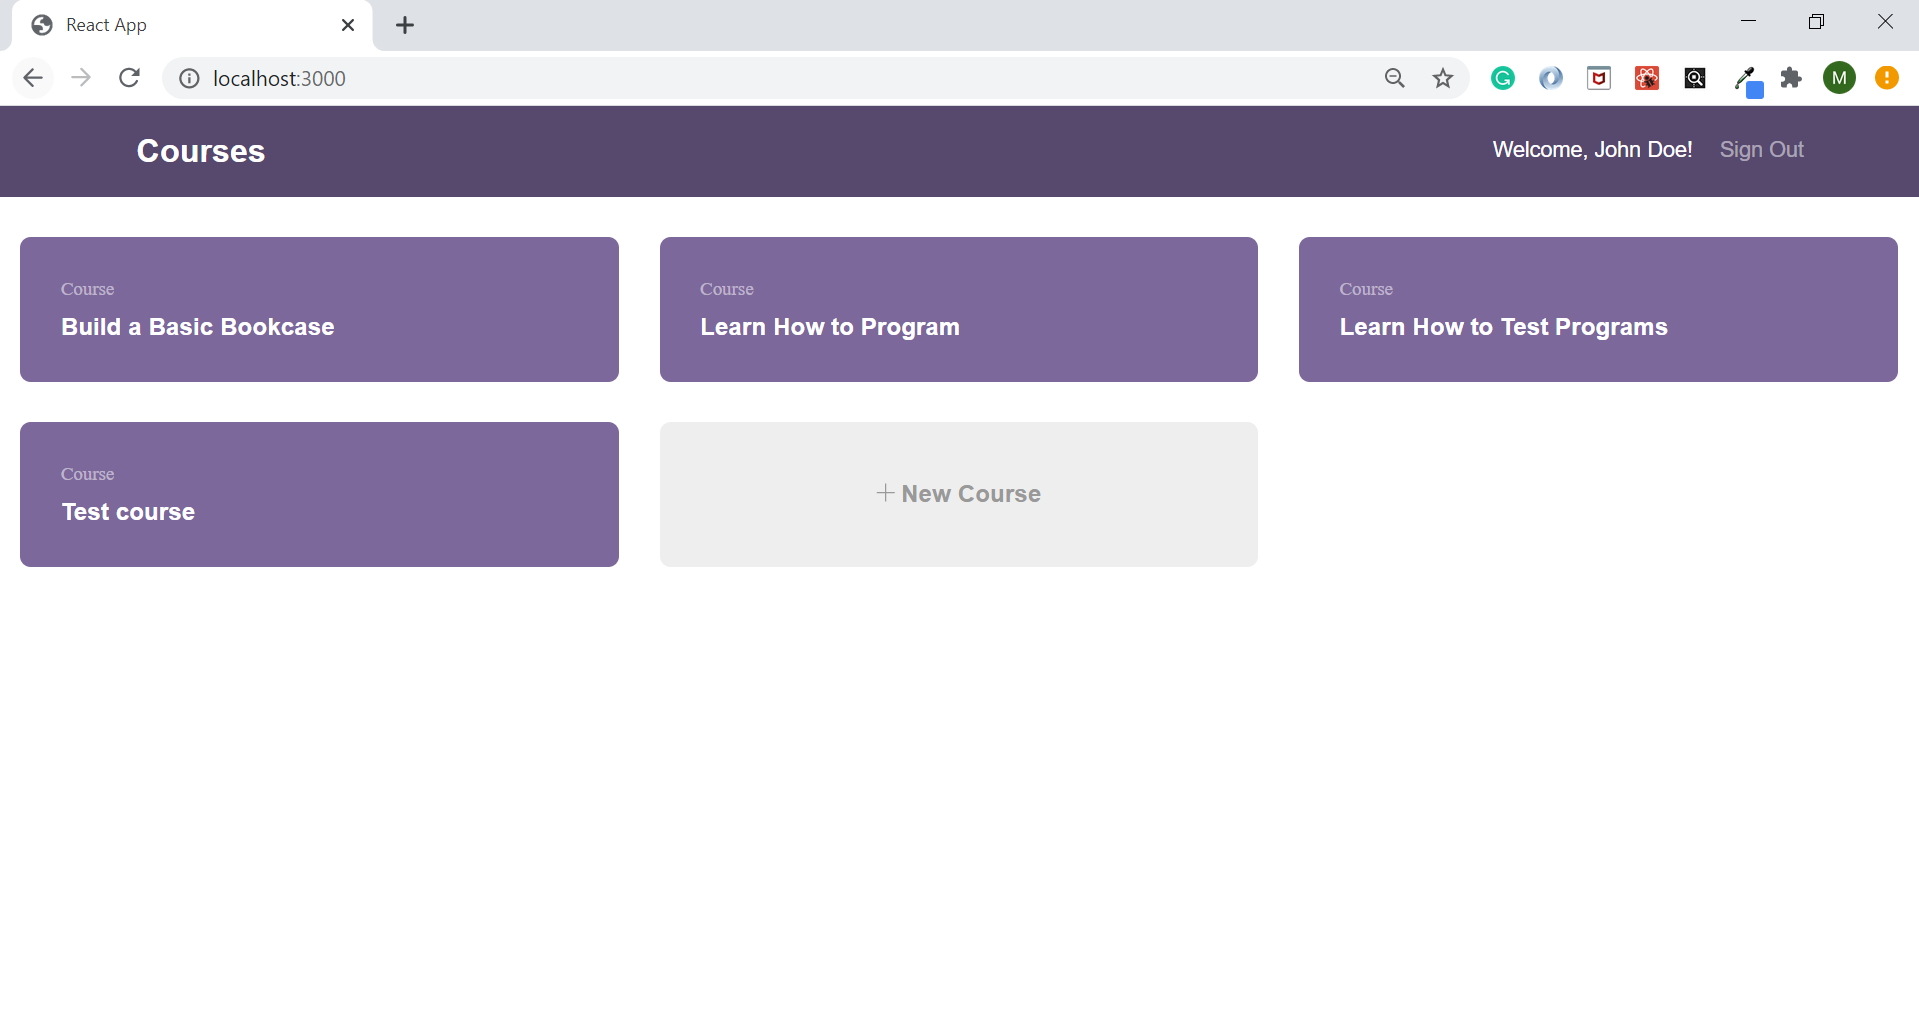 React App
localhost:3000
M
Courses
Welcome, John Doe! Sign Out
Course
Build a Basic Bookcase
Course
Learn How to Program
Course
Learn How to Test Programs
Course
Test course
+ New Course